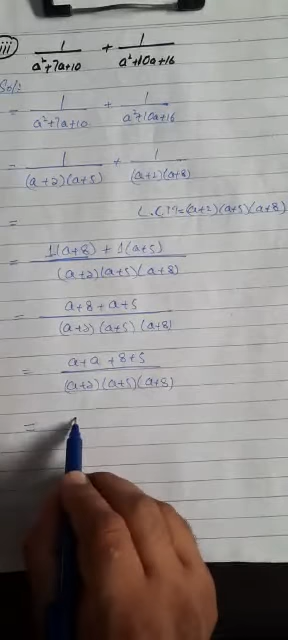 iii) 1/(a²+7a+10) + 1/(a²+10a+16)
Sol:
= 1/(a²+7a+10) + 1/(a²+10a+16)
= 1/((a+2)(a+5)) + 1/((a+2)(a+8))
L.C.M=(a+2)(a+5)(a+8)
=
= (1(a+8) + 1(a+5))/((a+2)(a+5)(a+8))
= (a+8+a+5)/((a+2)(a+5)(a+8))
= (a+a+8+5)/((a+2)(a+5)(a+8))
=